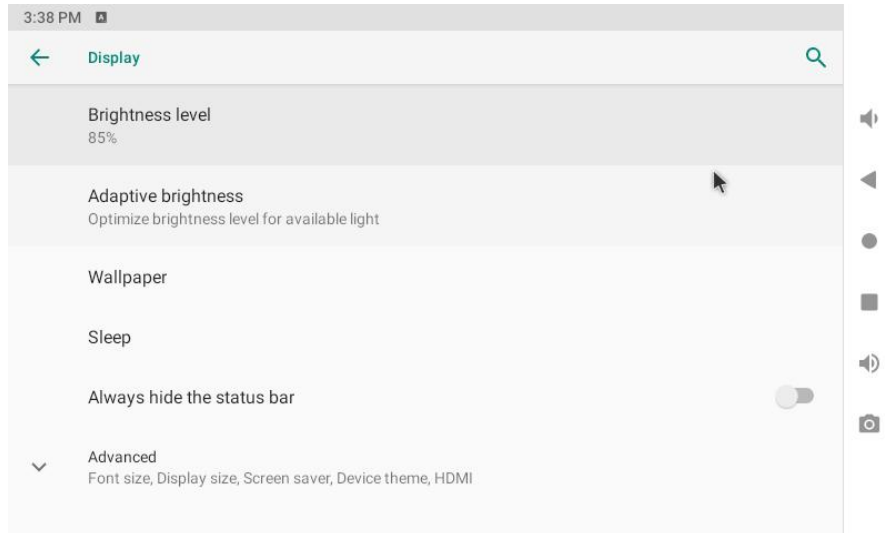 3:38 PM A
Display
Brightness level
85%
Adaptive brightness
Optimize brightness level for available light
Wallpaper
Sleep
Always hide the status bar
Advanced
Font size, Display size, Screen saver, Device theme, HDMI